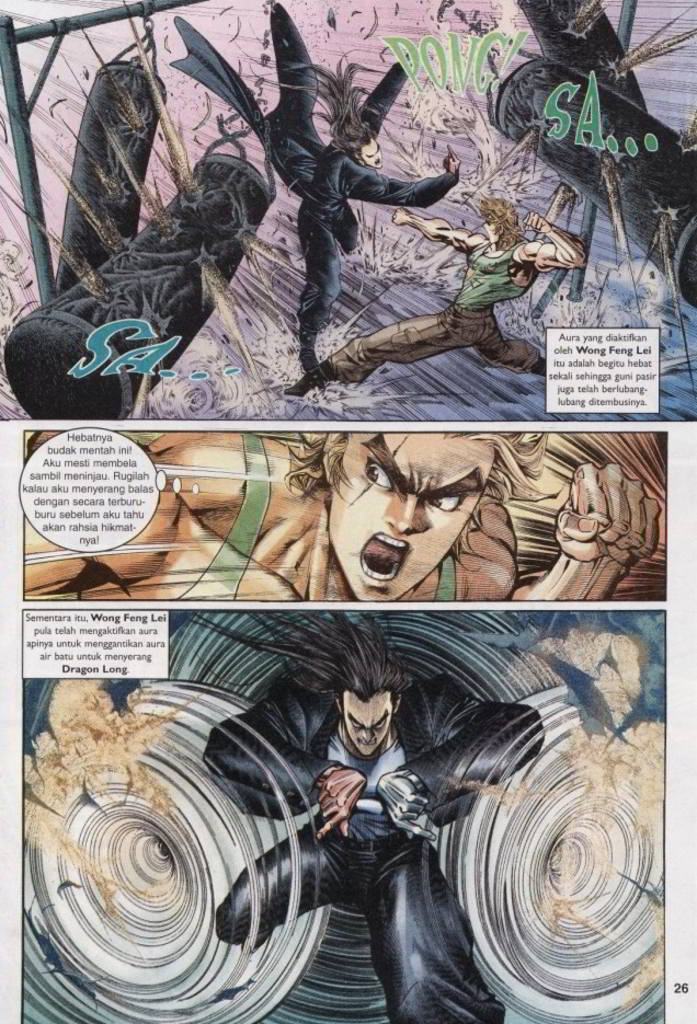 PONG!
SA...
SA...
Aura yang diaktifkan
oleh Wong Feng Lei
itu adalah begitu hebat
sekali sehingga guni pasir
juga telah berlubang-
lubang ditembusinya.
Hebatnya
budak mentah ini!
Aku mesti membela
sambil meninjau. Rugilah
kalau aku menyerang balas
dengan secara terburu-
buru sebelum aku tahu
akan rahsia hikmat-
nya!
Sementara itu, Wong Feng Lei
pula telah mengaktifkan aura
apinya untuk menggantikan aura
air batu untuk menyerang
Dragon Long.
26